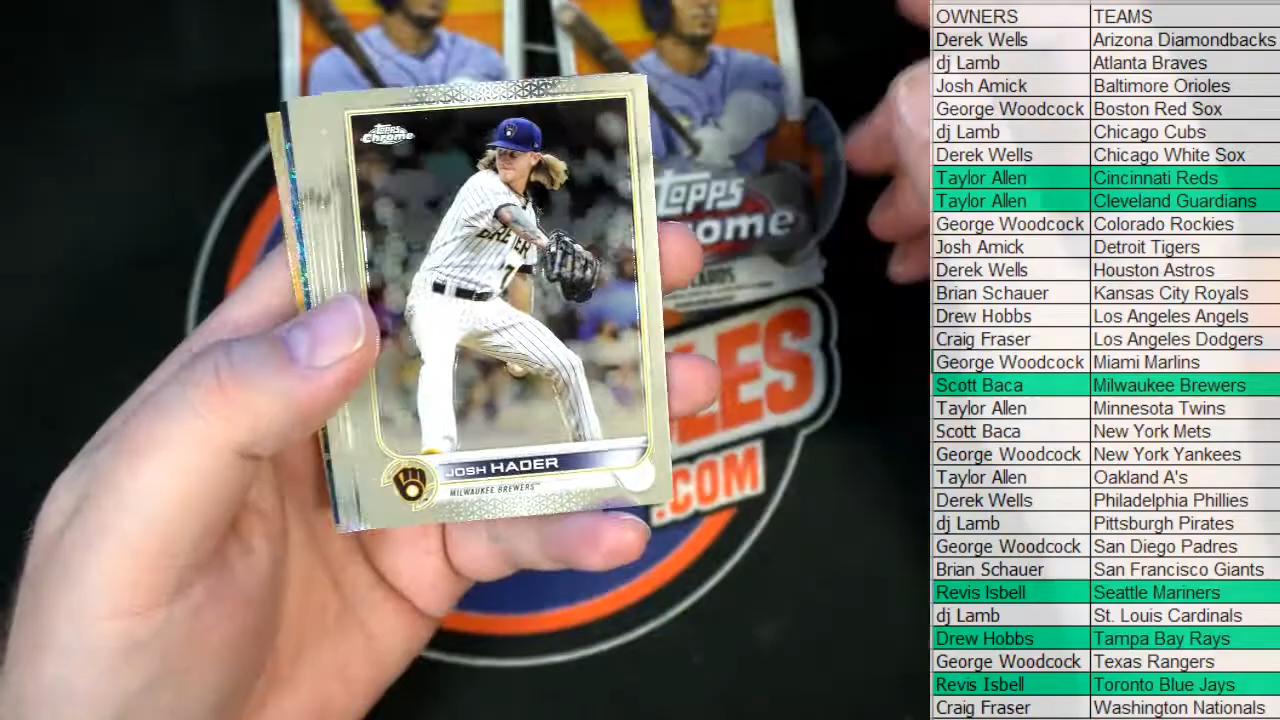 Topps
Chrome
BREWER
JOSH HADER
MILWAUKEE BREWERS™
Topps
LES
.COM
OWNERS TEAMS
Derek Wells Arizona Diamondbacks
dj Lamb Atlanta Braves
Josh Amick Baltimore Orioles
George Woodcock Boston Red Sox
dj Lamb Chicago Cubs
Derek Wells Chicago White Sox
Taylor Allen Cincinnati Reds
Taylor Allen Cleveland Guardians
George Woodcock Colorado Rockies
Josh Amick Detroit Tigers
Derek Wells Houston Astros
Brian Schauer Kansas City Royals
Drew Hobbs Los Angeles Angels
Craig Fraser Los Angeles Dodgers
George Woodcock Miami Marlins
Scott Baca Milwaukee Brewers
Taylor Allen Minnesota Twins
Scott Baca New York Mets
George Woodcock New York Yankees
Taylor Allen Oakland A's
Derek Wells Philadelphia Phillies
dj Lamb Pittsburgh Pirates
George Woodcock San Diego Padres
Brian Schauer San Francisco Giants
Revis Isbell Seattle Mariners
dj Lamb St. Louis Cardinals
Drew Hobbs Tampa Bay Rays
George Woodcock Texas Rangers
Revis Isbell Toronto Blue Jays
Craig Fraser Washington Nationals